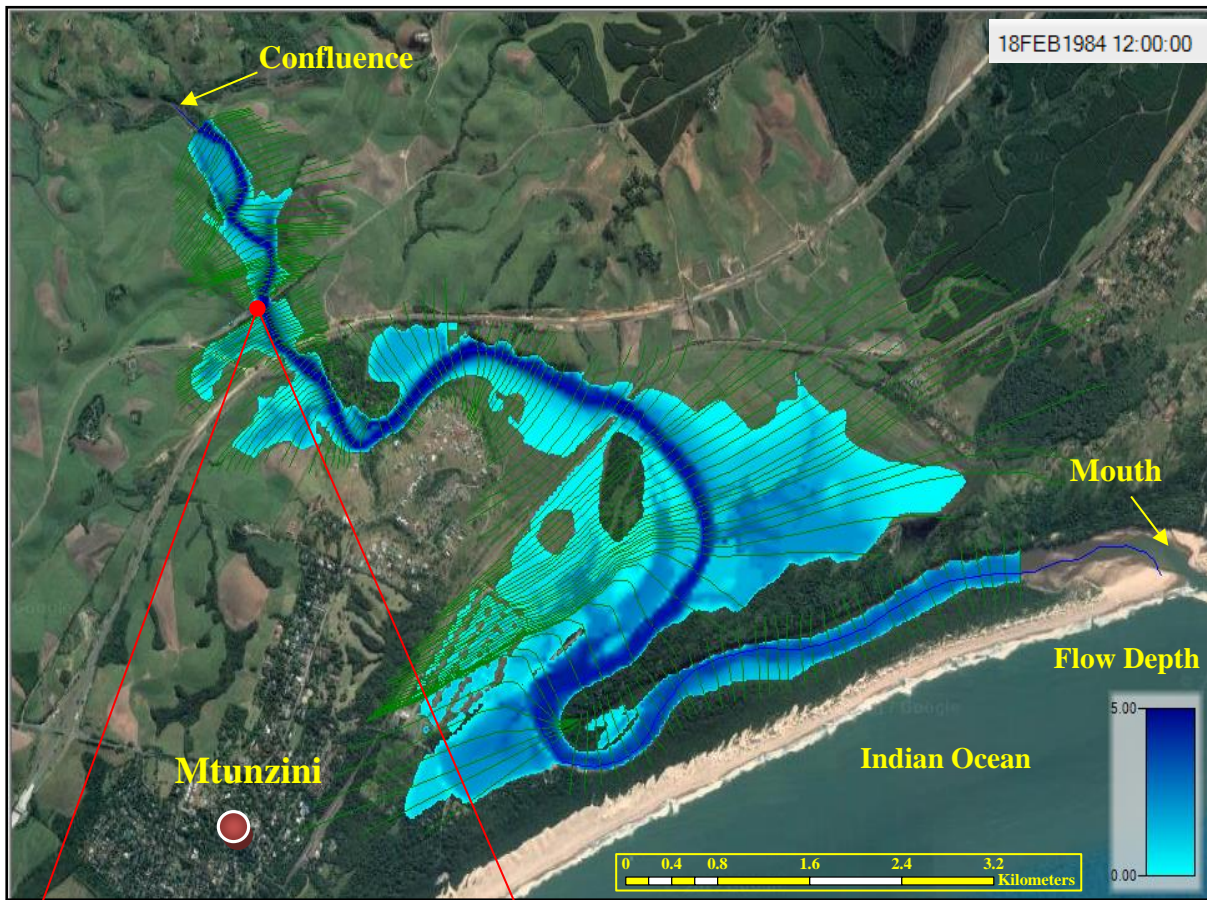 18FEB1984 12:00:00
Confluence
Mouth
Flow Depth
5.00
0.00
Indian Ocean
Mtunzini
0 0.4 0.8 1.6 2.4 3.2
Kilometers
Google